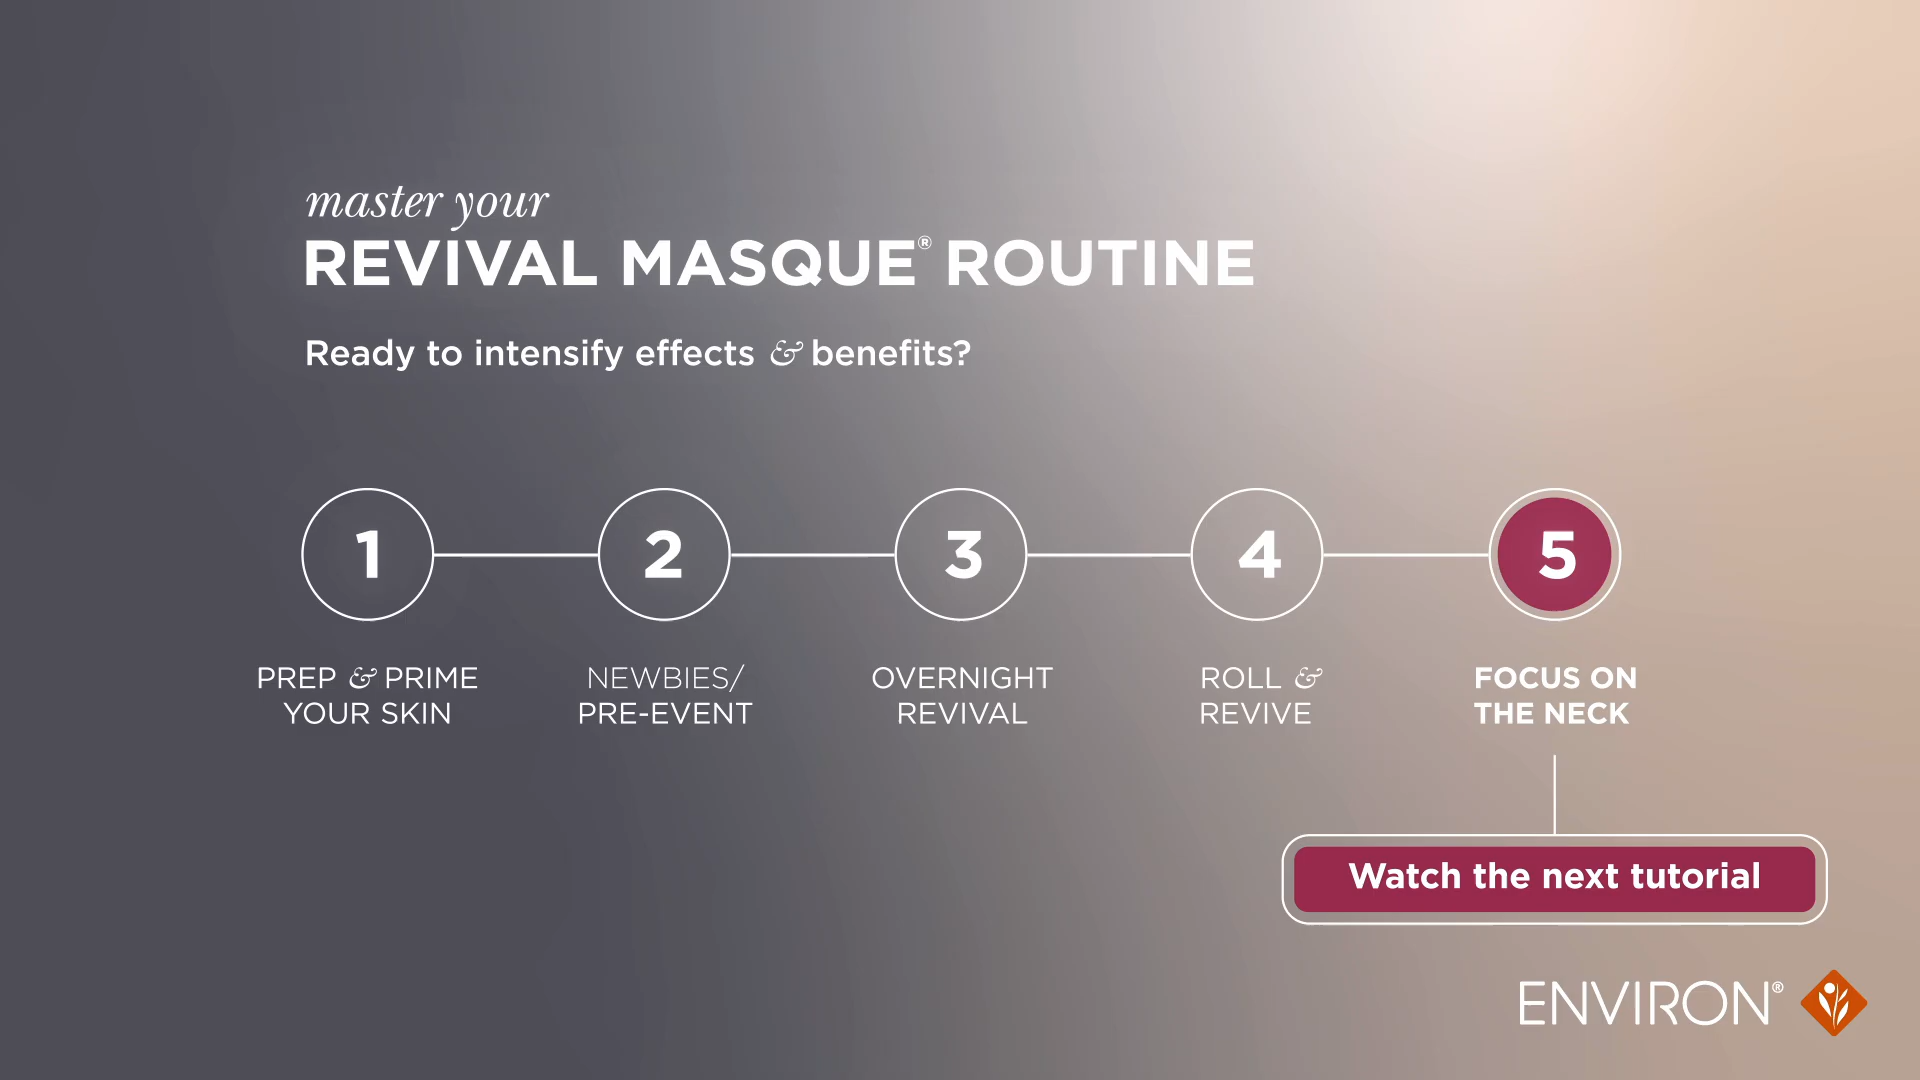 master your
REVIVAL MASQUE® ROUTINE
Ready to intensify effects & benefits?
1
2
3
4
5
PREP & PRIME
YOUR SKIN
NEWBIES/
PRE-EVENT
OVERNIGHT
REVIVAL
ROLL &
REVIVE
FOCUS ON
THE NECK
Watch the next tutorial
ENVIRON®